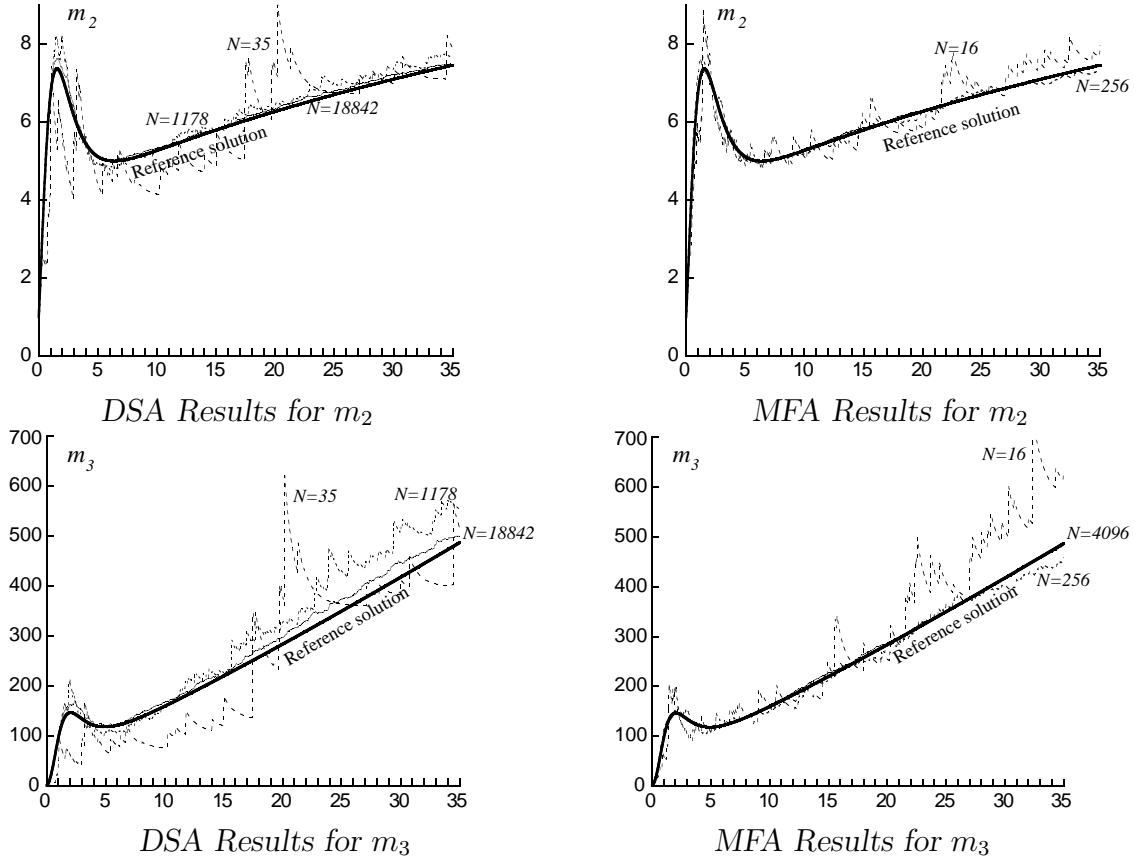 m2
8
6
4
2
0
N=35
N=1178
N=18842
Reference solution
0 5 10 15 20 25 30 35
DSA Results for m2
m2
8
6
4
2
0
N=16
N=256
Reference solution
0 5 10 15 20 25 30 35
MFA Results for m2
m3
700
600
500
400
300
200
100
0
N=35
N=1178
N=18842
Reference solution
0 5 10 15 20 25 30 35
DSA Results for m3
m3
700
600
500
400
300
200
100
0
N=16
N=4096
N=256
Reference solution
0 5 10 15 20 25 30 35
MFA Results for m3